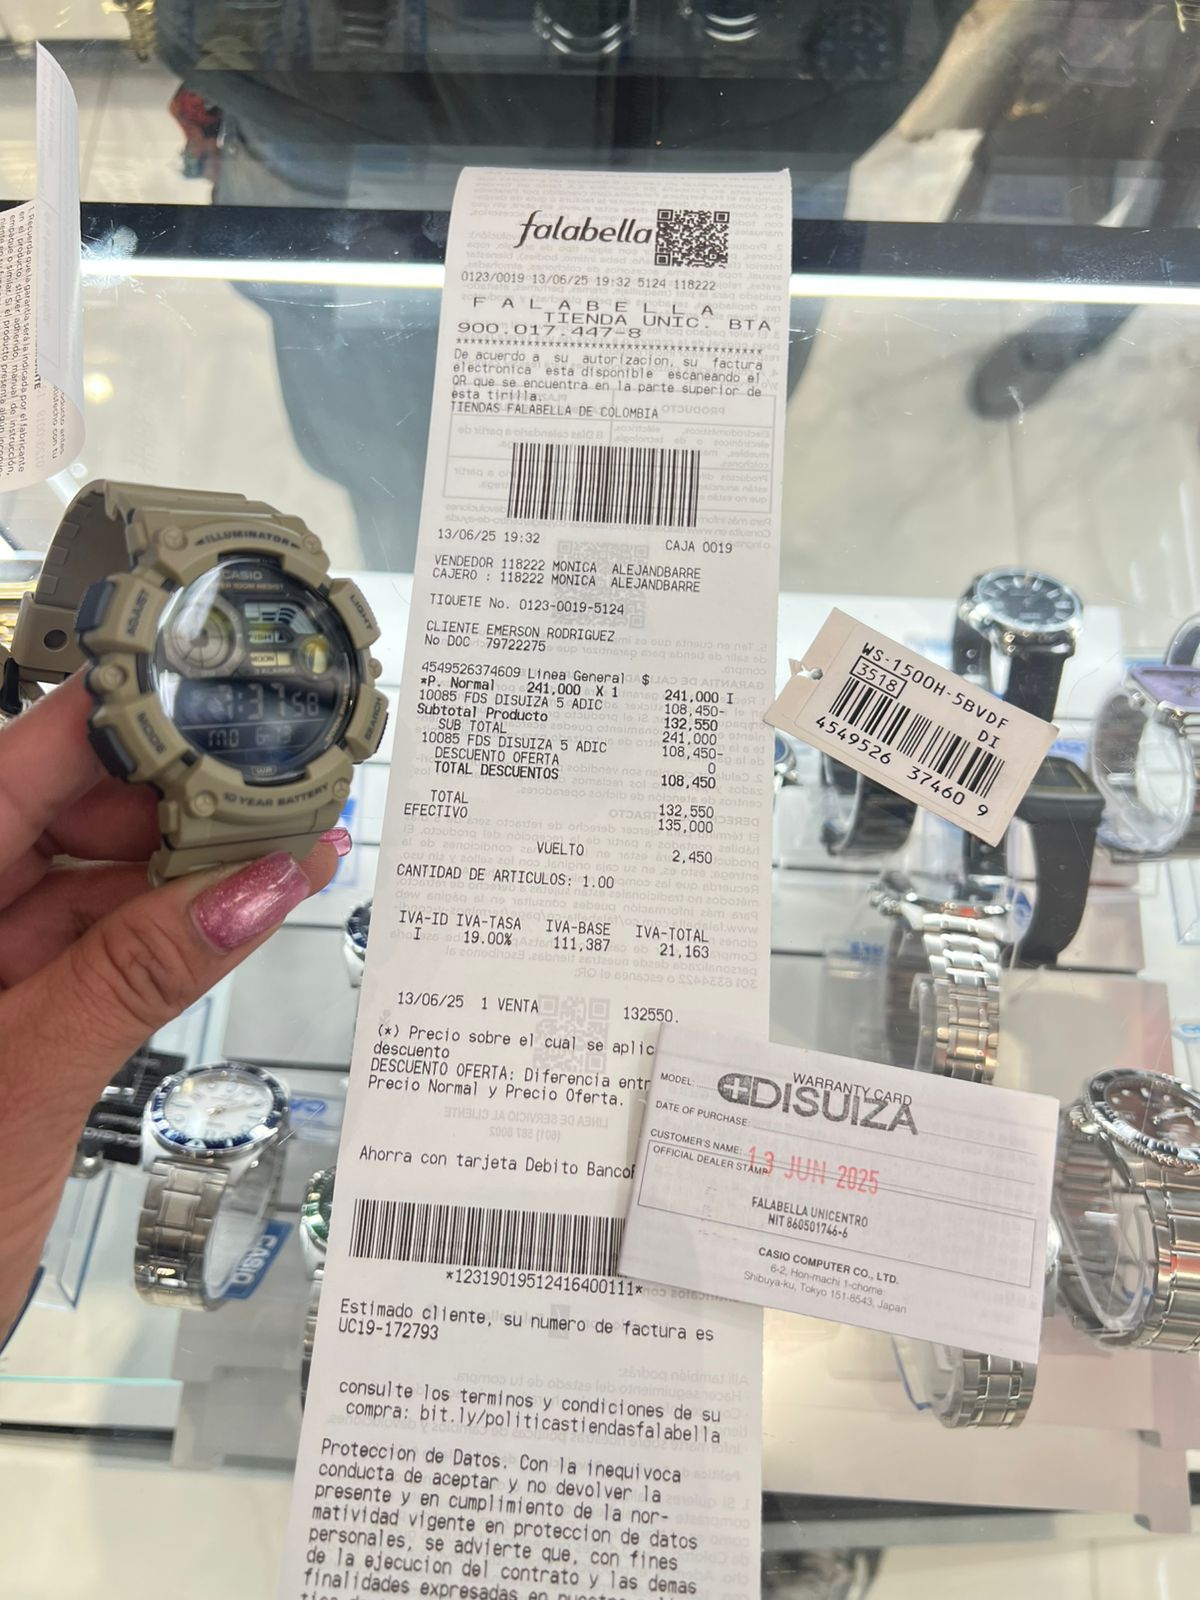 falabella
0123/0019 13/06/25 19:32 5124 118222
F A L A B E L L A
TIENDA UNIC. BTA
900.017.447-8
************************************************
De acuerdo a su autorizacion, su factura
electronica esta disponible escaneando el
QR que se encuentra en la parte superior de
esta tirilla.
TIENDAS FALABELLA DE COLOMBIA
13/06/25 19:32 CAJA 0019
VENDEDOR 118222 MONICA ALEJANDBARRE
CAJERO : 118222 MONICA ALEJANDBARRE
TIQUETE No. 0123-0019-5124
CLIENTE EMERSON RODRIGUEZ
No DOC 79722275
4549526374609 Linea General $
*P. Normal 241,000 X 1 241,000 I
10085 FDS DISUIZA 5 ADIC 108,450-
Subtotal Producto 132,550
SUB TOTAL 241,000
10085 FDS DISUIZA 5 ADIC 108,450-
DESCUENTO OFERTA 0
TOTAL DESCUENTOS 108,450
TOTAL 132,550
EFECTIVO 135,000
VUELTO 2,450
CANTIDAD DE ARTICULOS: 1.00
IVA-ID IVA-TASA IVA-BASE IVA-TOTAL
I 19.00% 111,387 21,163
13/06/25 1 VENTA 132550.
(*) Precio sobre el cual se aplic
descuento
DESCUENTO OFERTA: Diferencia entr
Precio Normal y Precio Oferta.
Ahorra con tarjeta Debito Banco
*12319019512416400111*
Estimado cliente, su numero de factura es
UC19-172793
consulte los terminos y condiciones de su
compra: bit.ly/politicastiendasfalabella
Proteccion de Datos. Con la inequivoca
conducta de aceptar y no devolver la
presente y en cumplimiento de la nor-
matividad vigente en proteccion de datos
personales, se advierte que, con fines
de la ejecucion del contrato y las demas
finalidades expresadas en
ILLUMINATOR
CASIO
WATER 100M RESIST
ADJUST
LIGHT
MOON
MODE
SEARCH
MO 6-13
WR
10 YEAR BATTERY
WS-1500H-5BVDF
3518 DI
4549526 37460 9
WARRANTY CARD
MODEL:
DISUIZA
DATE OF PURCHASE:
CUSTOMER'S NAME:
13 JUN 2025
OFFICIAL DEALER STAMP
FALABELLA UNICENTRO
NIT 860501746-6
CASIO COMPUTER CO., LTD.
6-2, Hon-machi 1-chome
Shibuya-ku, Tokyo 151-8543, Japan
CASIO